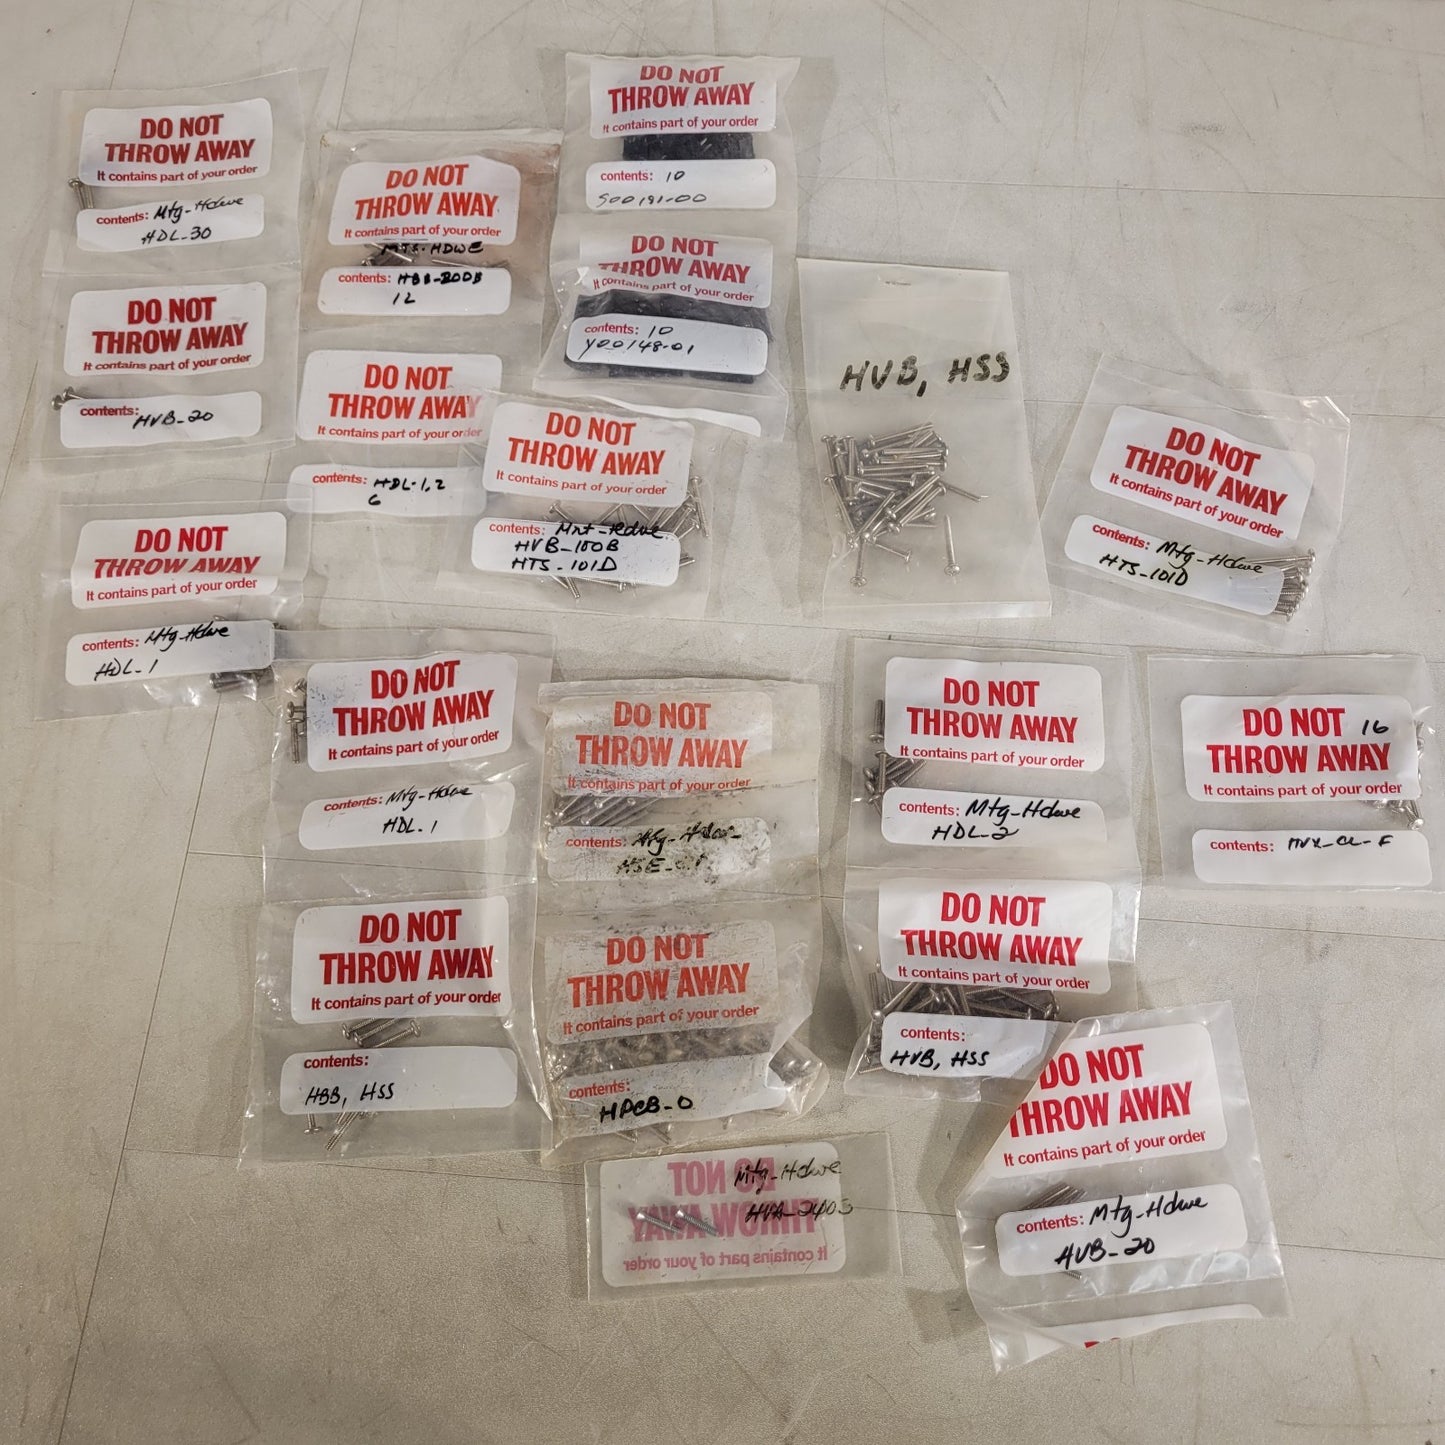 DO NOT
THROW AWAY
It contains part of your order
contents: Mtg-Hdwe
HDL-30
DO NOT
THROW AWAY
It contains part of your order
contents:
HVB-20
DO NOT
THROW AWAY
It contains part of your order
MTS-HDWE
contents: HBB-200B
12
DO NOT
THROW AWAY
It contains part of your order
contents: HDL-1,2
6
DO NOT
THROW AWAY
It contains part of your order
contents: 10
S00191-00
DO NOT
THROW AWAY
It contains part of your order
contents: 10
Y00148-01
DO NOT
THROW AWAY
It contains part of your order
contents: Mnt-Hdwe
HVB-100B
HTS-101D
HVB, HSS
DO NOT
THROW AWAY
It contains part of your order
contents: Mtg-Hdwe
HTS-101D
DO NOT
THROW AWAY
It contains part of your order
contents: Mtg-Hdwe
HDL-1
DO NOT
THROW AWAY
It contains part of your order
contents: Mtg-Hdwe
HDL-1
DO NOT
THROW AWAY
It contains part of your order
contents:
HBB, HSS
DO NOT
THROW AWAY
It contains part of your order
contents: Mtg-Hdwe
DO NOT
THROW AWAY
It contains part of your order
contents:
HPCB-0
DO NOT
THROW AWAY
It contains part of your order
contents: Mtg-Hdwe
HDL-2
DO NOT
THROW AWAY
It contains part of your order
contents:
HVB, HSS
DO NOT 16
THROW AWAY
It contains part of your order
contents:
DO NOT
THROW AWAY
It contains part of your order
Mtg-Hdwe
HVA-2403
DO NOT
THROW AWAY
It contains part of your order
contents: Mtg-Hdwe
HVB-20